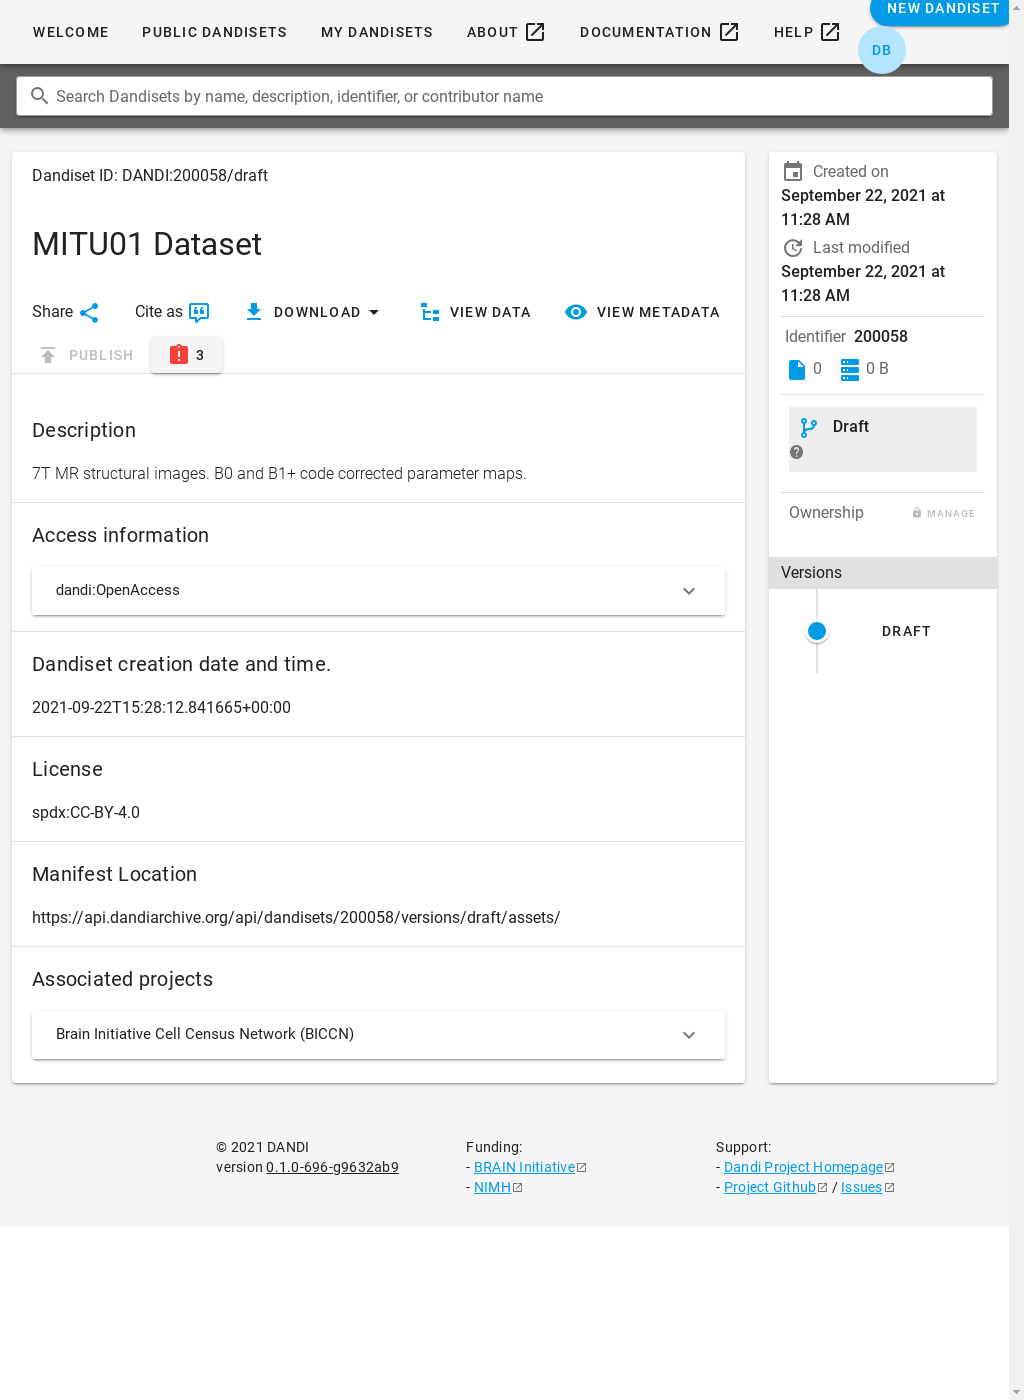 WELCOME PUBLIC DANDISETS MY DANDISETS ABOUT DOCUMENTATION HELP NEW DANDISET
DB
Search Dandisets by name, description, identifier, or contributor name
Dandiset ID: DANDI:200058/draft
MITU01 Dataset
Share Cite as DOWNLOAD VIEW DATA VIEW METADATA
PUBLISH 3
Description
7T MR structural images. B0 and B1+ code corrected parameter maps.
Access information
dandi:OpenAccess
Dandiset creation date and time.
2021-09-22T15:28:12.841665+00:00
License
spdx:CC-BY-4.0
Manifest Location
https://api.dandiarchive.org/api/dandisets/200058/versions/draft/assets/
Associated projects
Brain Initiative Cell Census Network (BICCN)
Created on
September 22, 2021 at
11:28 AM
Last modified
September 22, 2021 at
11:28 AM
Identifier 200058
0 0 B
Draft
Ownership MANAGE
Versions
DRAFT
© 2021 DANDI
version 0.1.0-696-g9632ab9
Funding:
- BRAIN Initiative
- NIMH
Support:
- Dandi Project Homepage
- Project Github / Issues